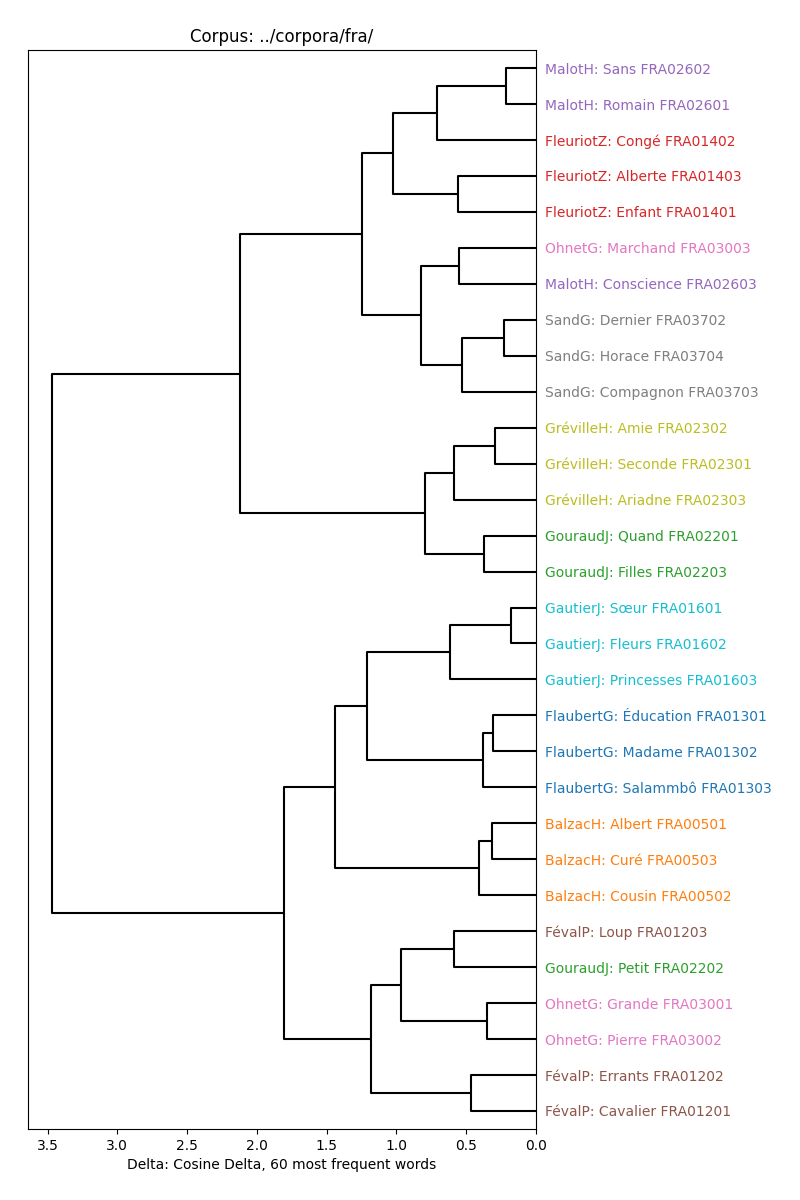 Corpus: ../corpora/fra/
MalotH: Sans FRA02602
MalotH: Romain FRA02601
FleuriotZ: Congé FRA01402
FleuriotZ: Alberte FRA01403
FleuriotZ: Enfant FRA01401
OhnetG: Marchand FRA03003
MalotH: Conscience FRA02603
SandG: Dernier FRA03702
SandG: Horace FRA03704
SandG: Compagnon FRA03703
GrévilleH: Amie FRA02302
GrévilleH: Seconde FRA02301
GrévilleH: Ariadne FRA02303
GouraudJ: Quand FRA02201
GouraudJ: Filles FRA02203
GautierJ: Sœur FRA01601
GautierJ: Fleurs FRA01602
GautierJ: Princesses FRA01603
FlaubertG: Éducation FRA01301
FlaubertG: Madame FRA01302
FlaubertG: Salammbô FRA01303
BalzacH: Albert FRA00501
BalzacH: Curé FRA00503
BalzacH: Cousin FRA00502
FévalP: Loup FRA01203
GouraudJ: Petit FRA02202
OhnetG: Grande FRA03001
OhnetG: Pierre FRA03002
FévalP: Errants FRA01202
FévalP: Cavalier FRA01201
3.5 3.0 2.5 2.0 1.5 1.0 0.5 0.0
Delta: Cosine Delta, 60 most frequent words